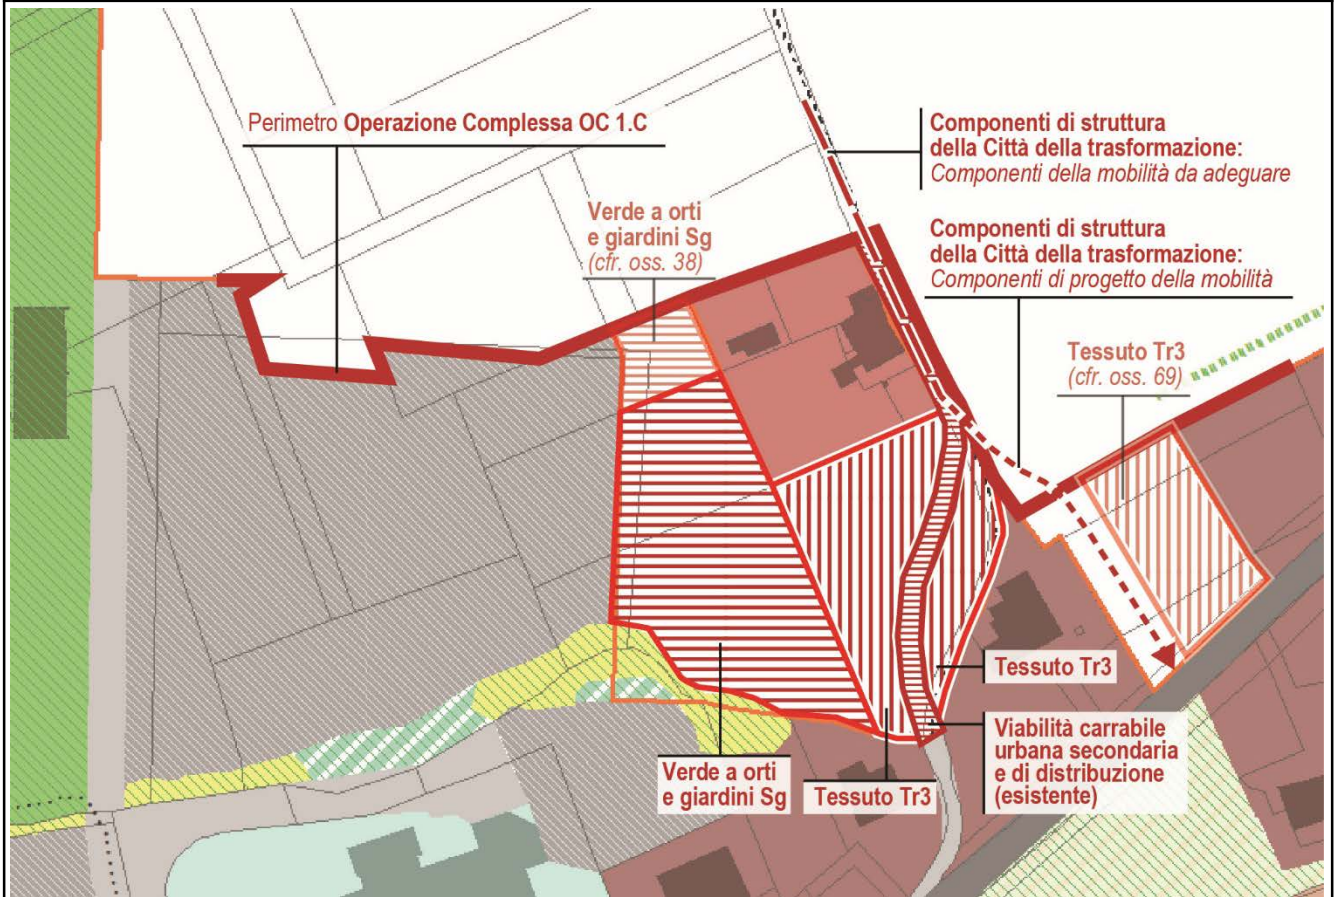 Perimetro Operazione Complessa OC 1.C
Componenti di struttura
della Città della trasformazione:
Componenti della mobilità da adeguare
Verde a orti
e giardini Sg
(cfr. oss. 38)
Componenti di struttura
della Città della trasformazione:
Componenti di progetto della mobilità
Tessuto Tr3
(cfr. oss. 69)
Tessuto Tr3
Viabilità carrabile
urbana secondaria
e di distribuzione
(esistente)
Verde a orti
e giardini Sg
Tessuto Tr3